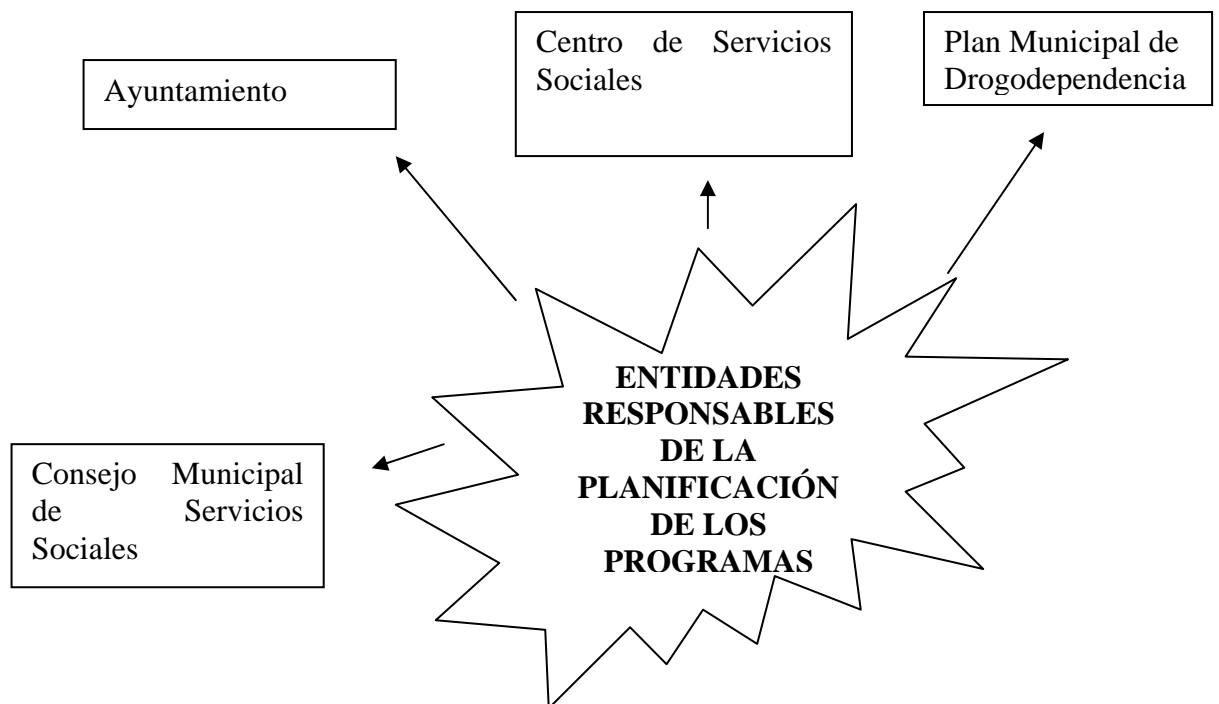 Ayuntamiento
Centro de Servicios
Sociales
Plan Municipal de
Drogodependencia
Consejo Municipal
de Servicios
Sociales
ENTIDADES
RESPONSABLES
DE LA
PLANIFICACIÓN
DE LOS
PROGRAMAS